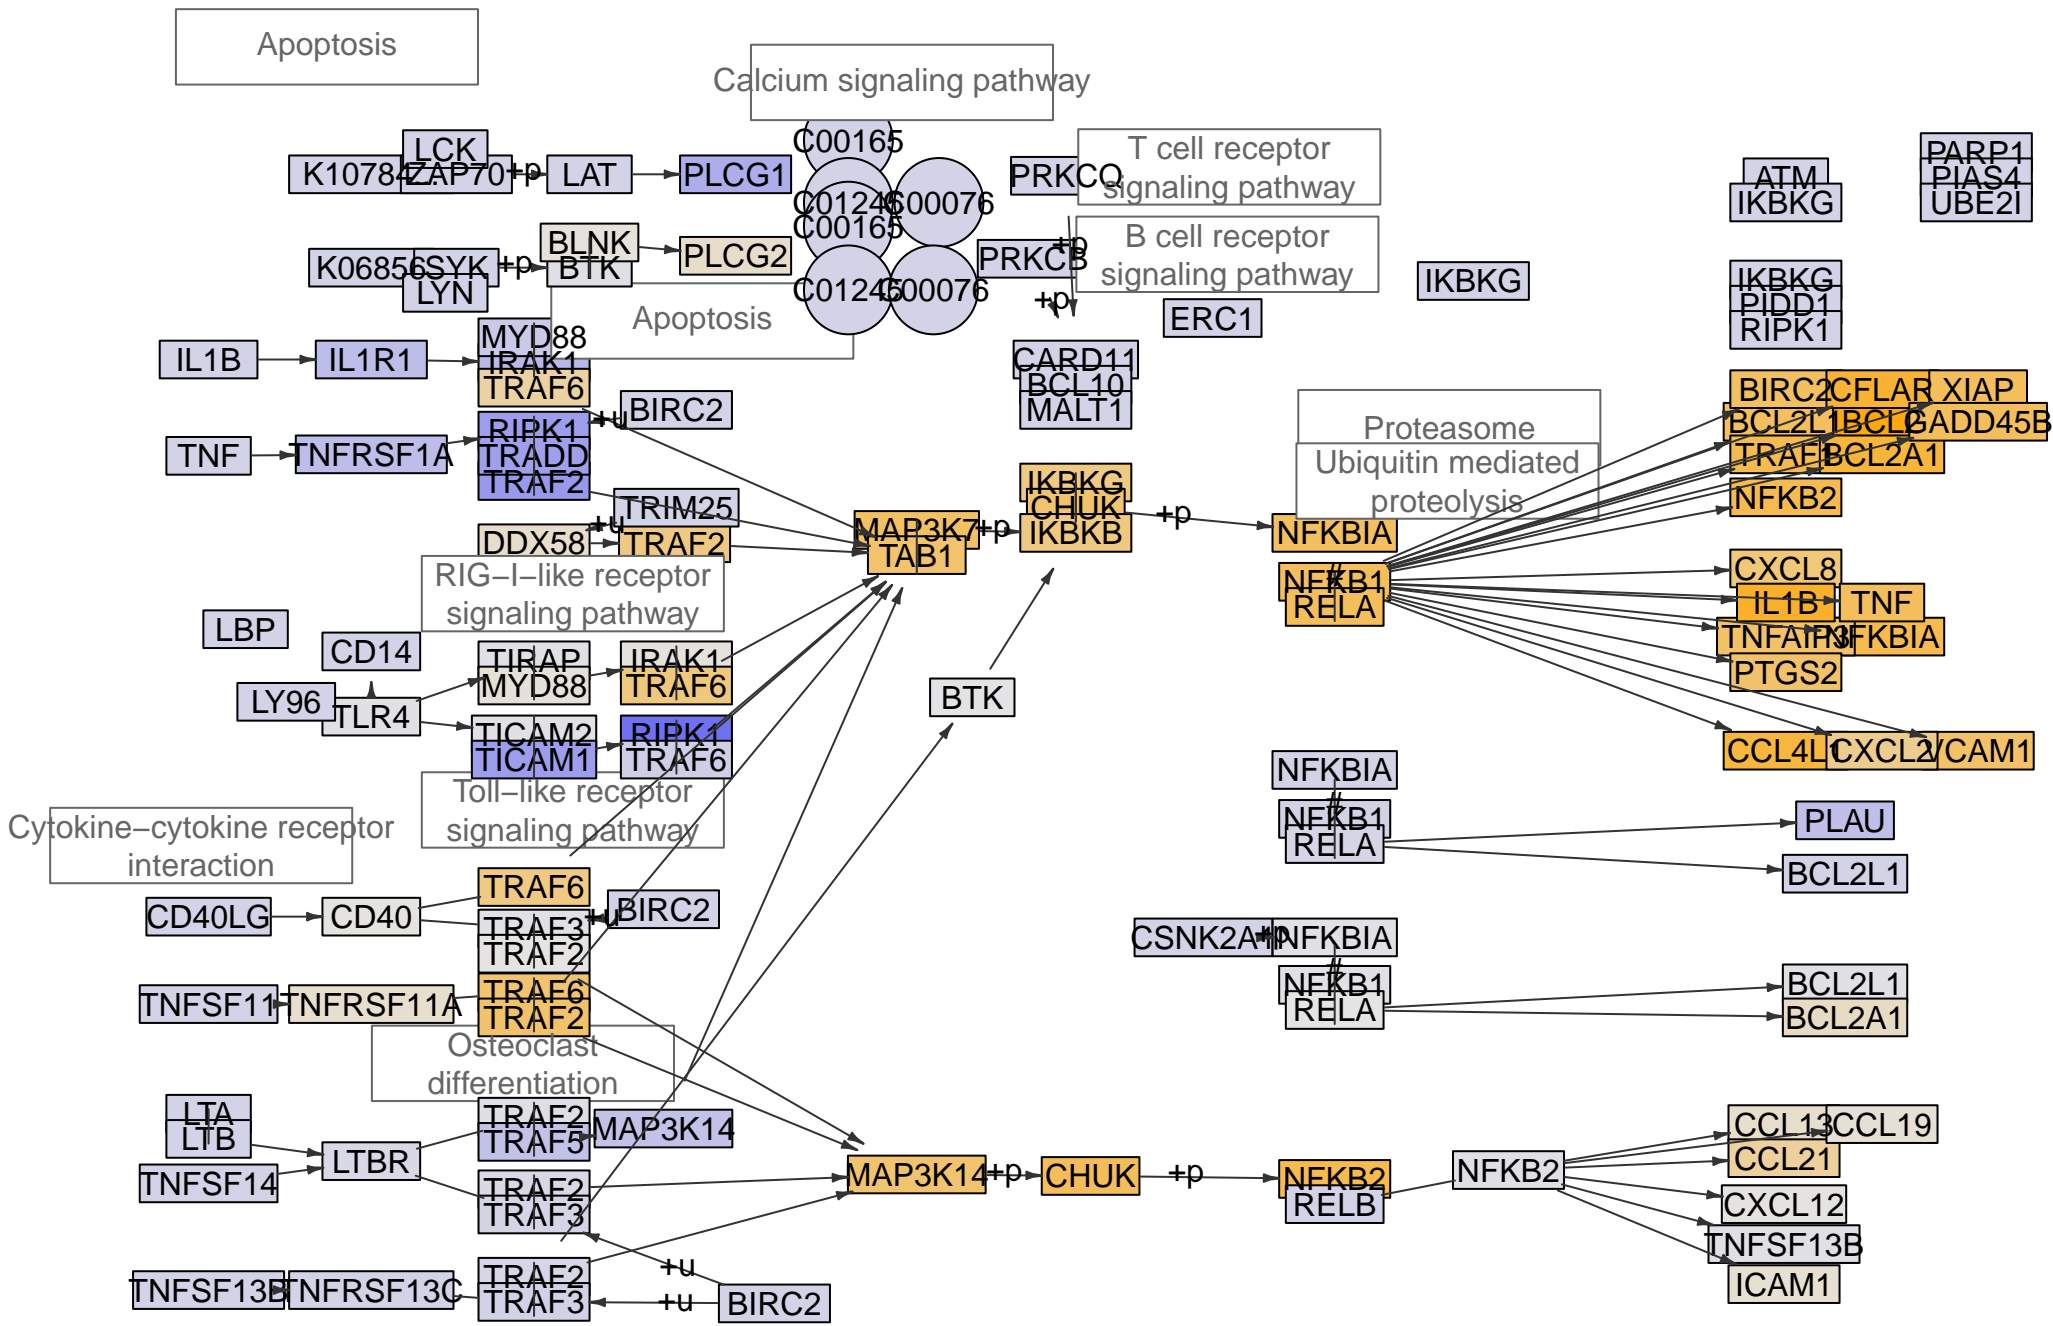 Apoptosis
Calcium signaling pathway
LCK
K10784
ZAP70
+p
LAT
PLCG1
C00165
C01245
C00076
C00165
C01245
C00076
PRKCQ
T cell receptor
signaling pathway
B cell receptor
signaling pathway
PRKCB
+p
+p
ATM
IKBKG
PARP1
PIAS4
UBE2I
K06856
SYK
LYN
+p
BLNK
BTK
PLCG2
Apoptosis
ERC1
IKBKG
IKBKG
PIDD1
RIPK1
IL1B
IL1R1
MYD88
IRAK1
TRAF6
CARD11
BCL10
MALT1
TNF
TNFRSF1A
RIPK1
TRADD
TRAF2
+u
BIRC2
Proteasome
Ubiquitin mediated
proteolysis
BIRC2
CFLAR
XIAP
BCL2L1
BCL2
GADD45B
TRAF1
BCL2A1
NFKB2
DDX58
+u
TRIM25
TRAF2
MAP3K7
TAB1
+p
IKBKG
CHUK
IKBKB
+p
NFKBIA
NFKB1
RELA
CXCL8
IL1B
TNF
TNFAIP3
NFKBIA
PTGS2
CCL4L1
CXCL2
VCAM1
RIG−I−like receptor
signaling pathway
LBP
CD14
LY96
TLR4
TIRAP
MYD88
IRAK1
TRAF6
TICAM2
TICAM1
RIPK1
TRAF6
BTK
Toll−like receptor
signaling pathway
NFKBIA
//
NFKB1
RELA
PLAU
BCL2L1
Cytokine−cytokine receptor
interaction
CD40LG
CD40
TRAF6
TRAF3
TRAF2
+u
BIRC2
CSNK2A1
+p
NFKBIA
//
NFKB1
RELA
BCL2L1
BCL2A1
TNFSF11
TNFRSF11A
TRAF6
TRAF2
Osteoclast
differentiation
LTA
LTB
TNFSF14
LTBR
TRAF2
TRAF5
MAP3K14
TRAF2
TRAF3
MAP3K14
+p
CHUK
+p
NFKB2
RELB
NFKB2
CCL13
CCL19
CCL21
CXCL12
TNFSF13B
ICAM1
TNFSF13B
TNFRSF13C
TRAF2
TRAF3
+u
+u
BIRC2